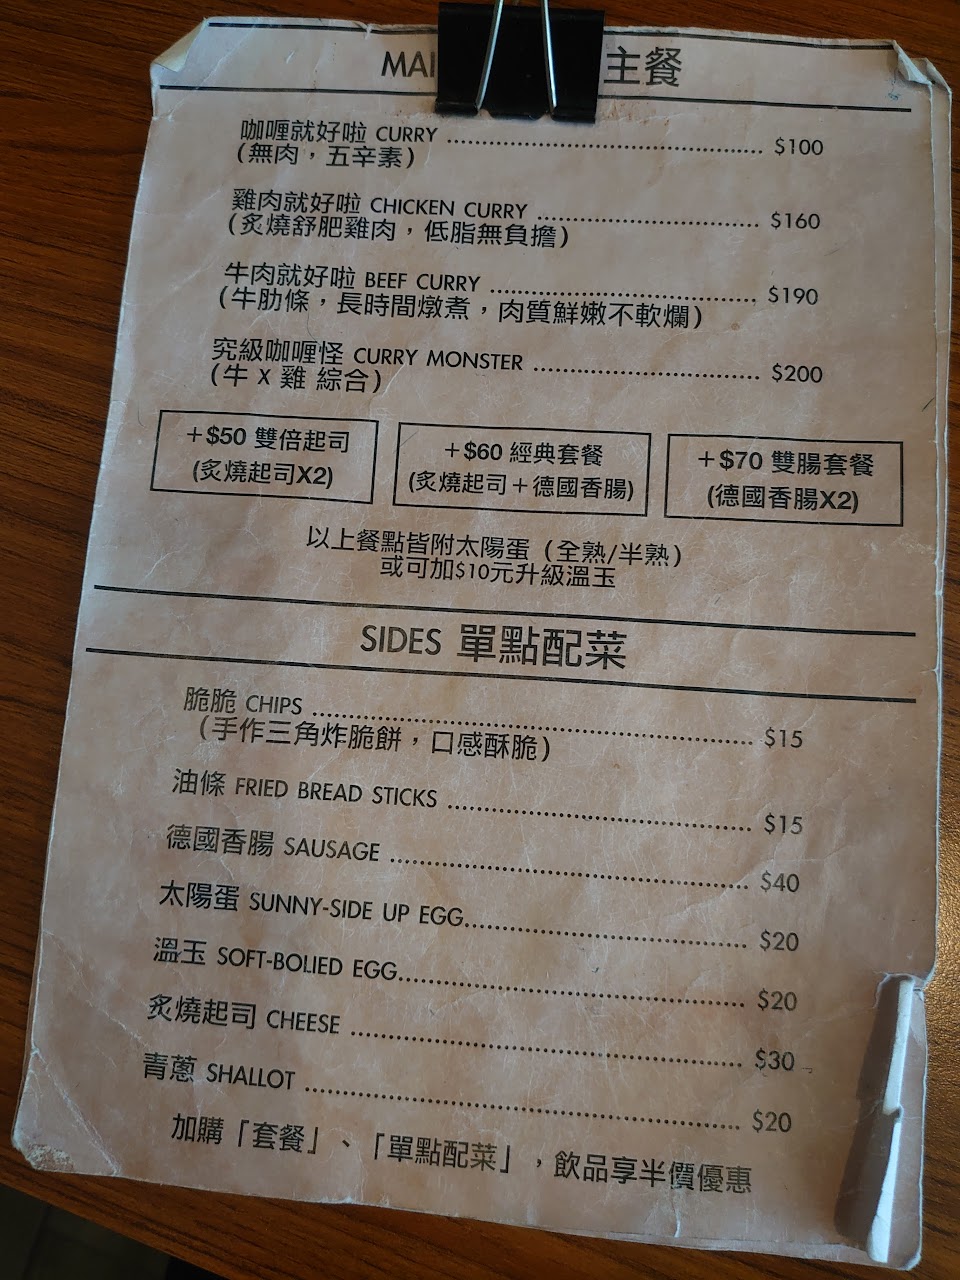 MAI 主餐
咖喱就好啦 CURRY ........................................ $100
(無肉，五辛素)
雞肉就好啦 CHICKEN CURRY ............................ $160
(炙燒舒肥雞肉，低脂無負擔)
牛肉就好啦 BEEF CURRY .................................. $190
(牛肋條，長時間燉煮，肉質鮮嫩不軟爛)
究級咖喱怪 CURRY MONSTER ............................. $200
(牛 X 雞 綜合)
+$50 雙倍起司
(炙燒起司X2)
+$60 經典套餐
(炙燒起司+德國香腸)
+$70 雙腸套餐
(德國香腸X2)
以上餐點皆附太陽蛋 (全熟/半熟)
或可加$10元升級溫玉
SIDES 單點配菜
脆脆 CHIPS ........................................................ $15
(手作三角炸脆餅，口感酥脆)
油條 FRIED BREAD STICKS ...................................... $15
德國香腸 SAUSAGE ............................................. $40
太陽蛋 SUNNY-SIDE UP EGG.................................... $20
溫玉 SOFT-BOLIED EGG........................................... $20
炙燒起司 CHEESE ................................................. $30
青蔥 SHALLOT ...................................................... $20
加購「套餐」、「單點配菜」，飲品享半價優惠